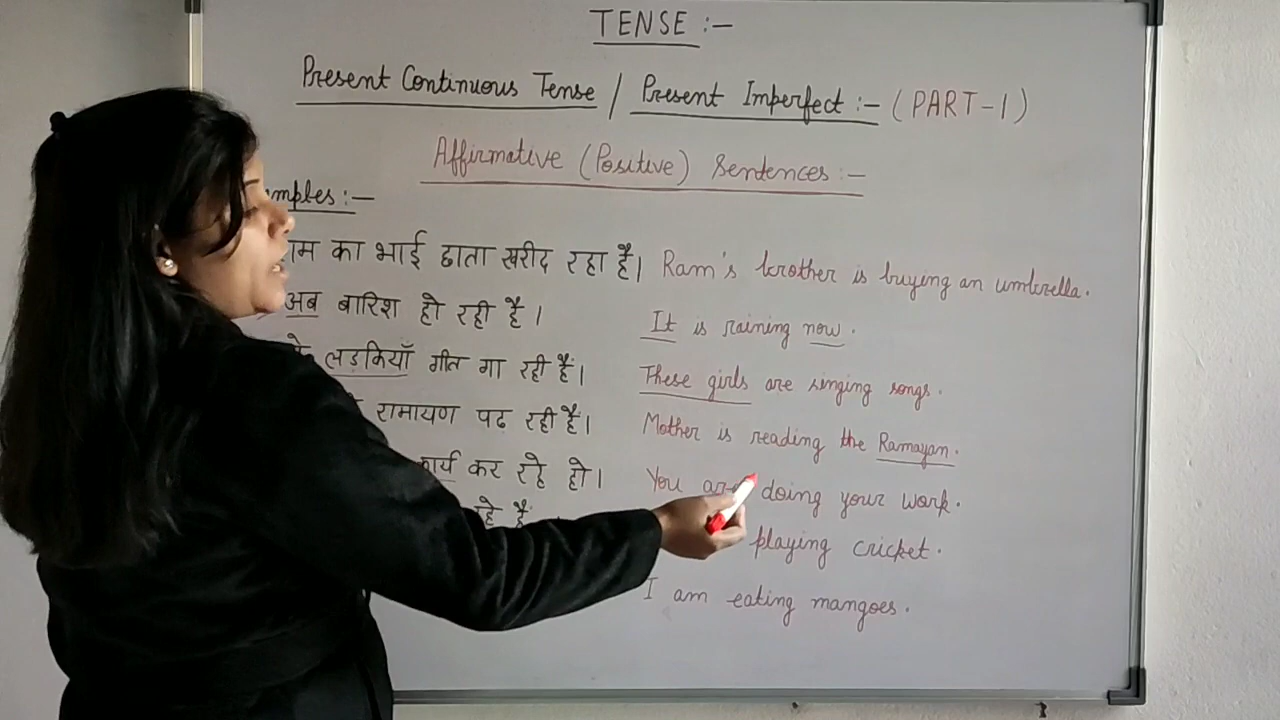 TENSE :-
Present Continuous Tense / Present Imperfect :- (PART-1)
Affirmative (Positive) Sentences :-
mples :-
ाम का भाई छाता खरीद रहा है। Ram's brother is buying an umbrella.
अब बारिश हो रही है। It is raining now.
लड़कियाँ गीत गा रही हैं। These girls are singing songs.
रामायण पढ़ रही हैं। Mother is reading the Ramayan.
कार्य कर रहे हो। You are doing your work.
रहे हैं playing cricket.
I am eating mangoes.